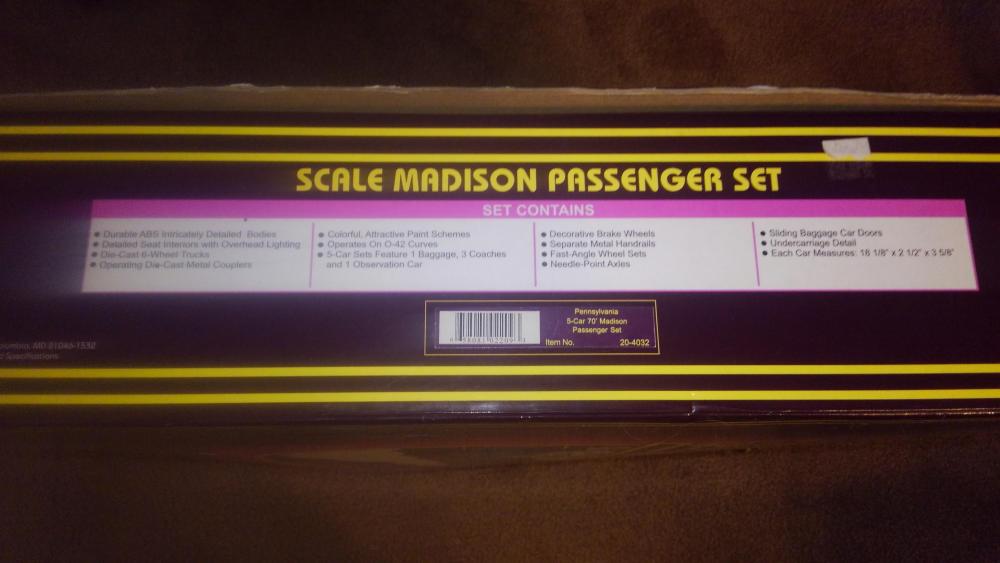 SCALE MADISON PASSENGER SET
SET CONTAINS
Durable ABS Intricately Detailed Bodies
Detailed Seat Interiors with Overhead Lighting
Die-Cast 6-Wheel Trucks
Operating Die-Cast Metal Couplers
Colorful, Attractive Paint Schemes
Operates On O-42 Curves
5-Car Sets Feature 1 Baggage, 3 Coaches
and 1 Observation Car
Decorative Brake Wheels
Separate Metal Handrails
Fast-Angle Wheel Sets
Needle-Point Axles
Sliding Baggage Car Doors
Undercarriage Detail
Each Car Measures: 16 1/8" x 2 1/2" x 3 5/8"
Pennsylvania
5-Car 70' Madison
Passenger Set
Item No. 20-4032
MD 21046-1532
Specifications